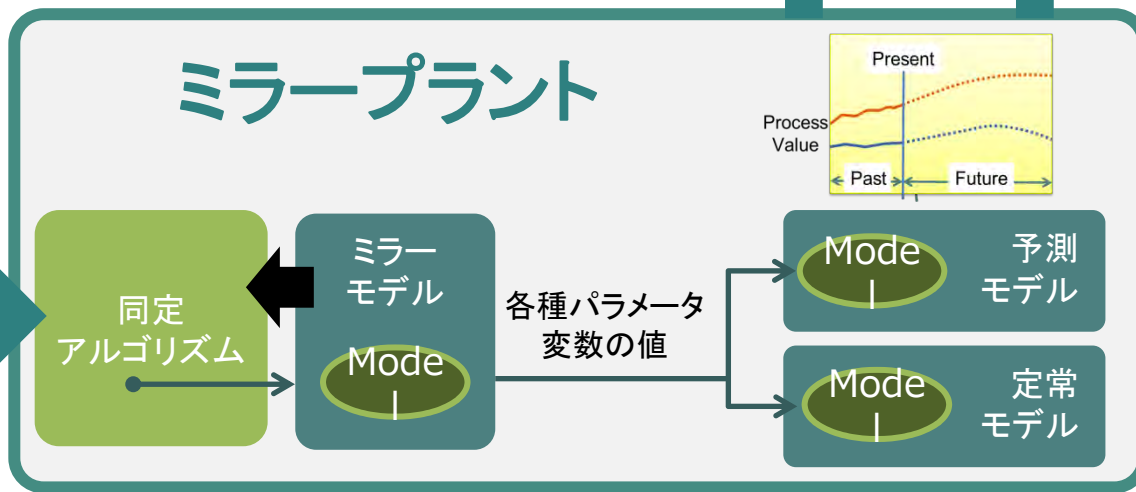 ミラープラント
Present
Process
Value
Past
Future
同定
アルゴリズム
ミラー
モデル
Mode
l
各種パラメータ
変数の値
Mode
l
予測
モデル
Mode
l
定常
モデル